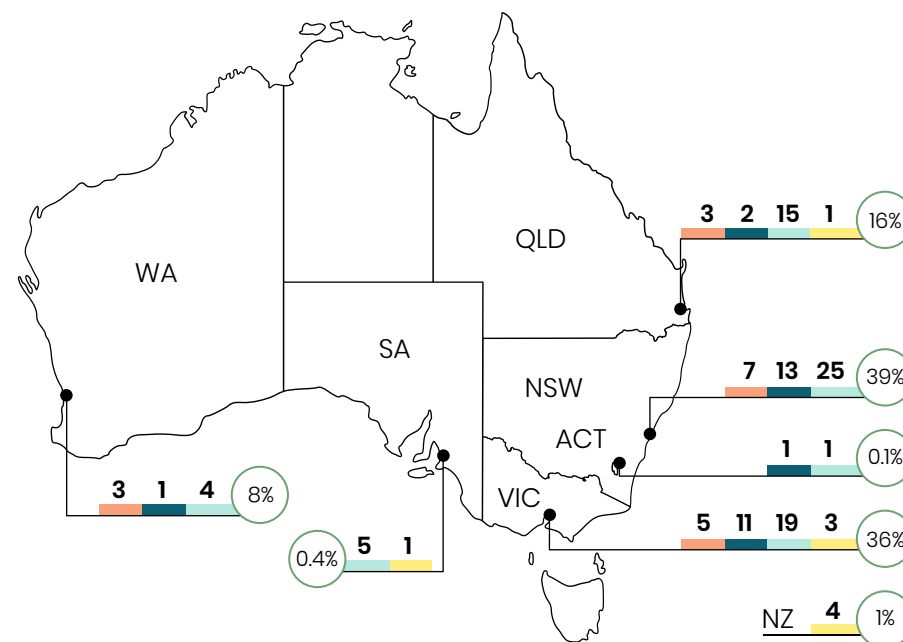 3 2 15 1 16%
QLD
WA
SA
7 13 25 39%
NSW
ACT
1 1 0.1%
VIC
3 1 4 8%
5 11 19 3 36%
0.4% 5 1
NZ 4 1%